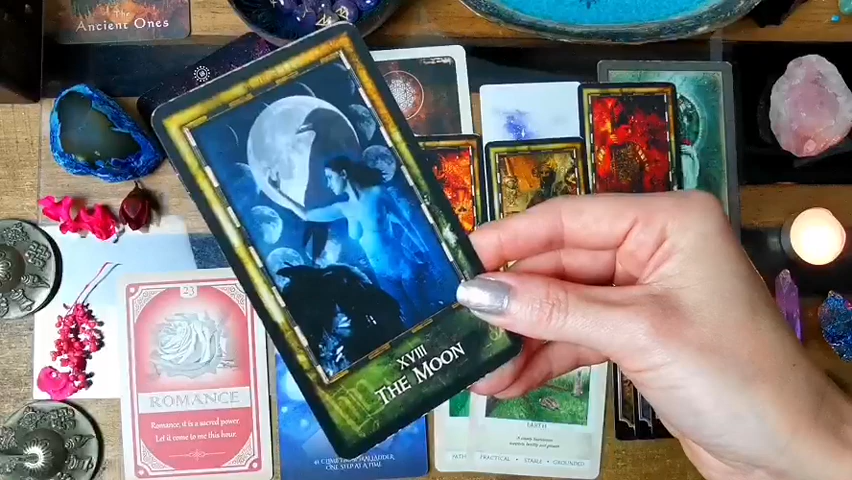 Ancient Ones
XVIII
The Moon
23
ROMANCE
Romance is a sacred power.
Let it come to me this hour.
EARTH
PRACTICAL STABLE GROUNDED
ONE STEP AT A TIME